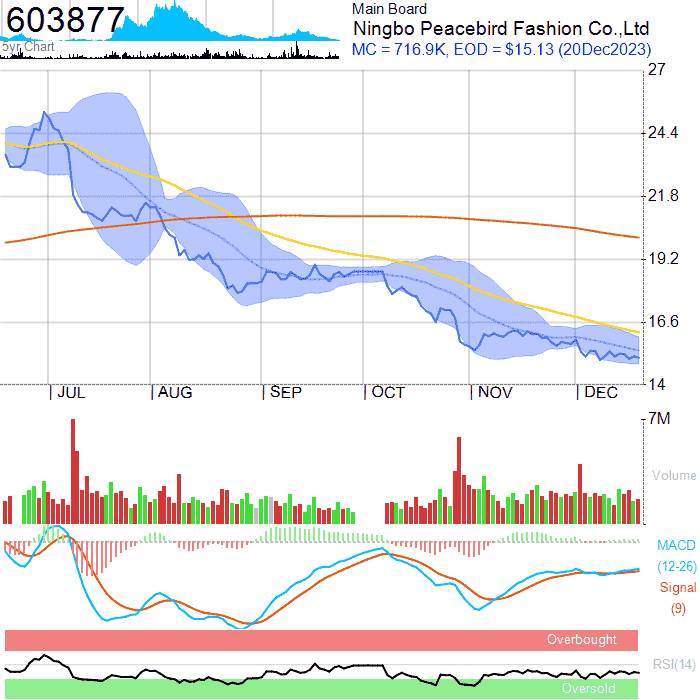 603877
5yr Chart
Main Board
Ningbo Peacebird Fashion Co.,Ltd
MC = 716.9K, EOD = $15.13 (20Dec2023)
27
24.4
21.8
19.2
16.6
14
JUL AUG SEP OCT NOV DEC
7M
Volume
MACD
(12-26)
Signal
(9)
Overbought
RSI(14)
Oversold